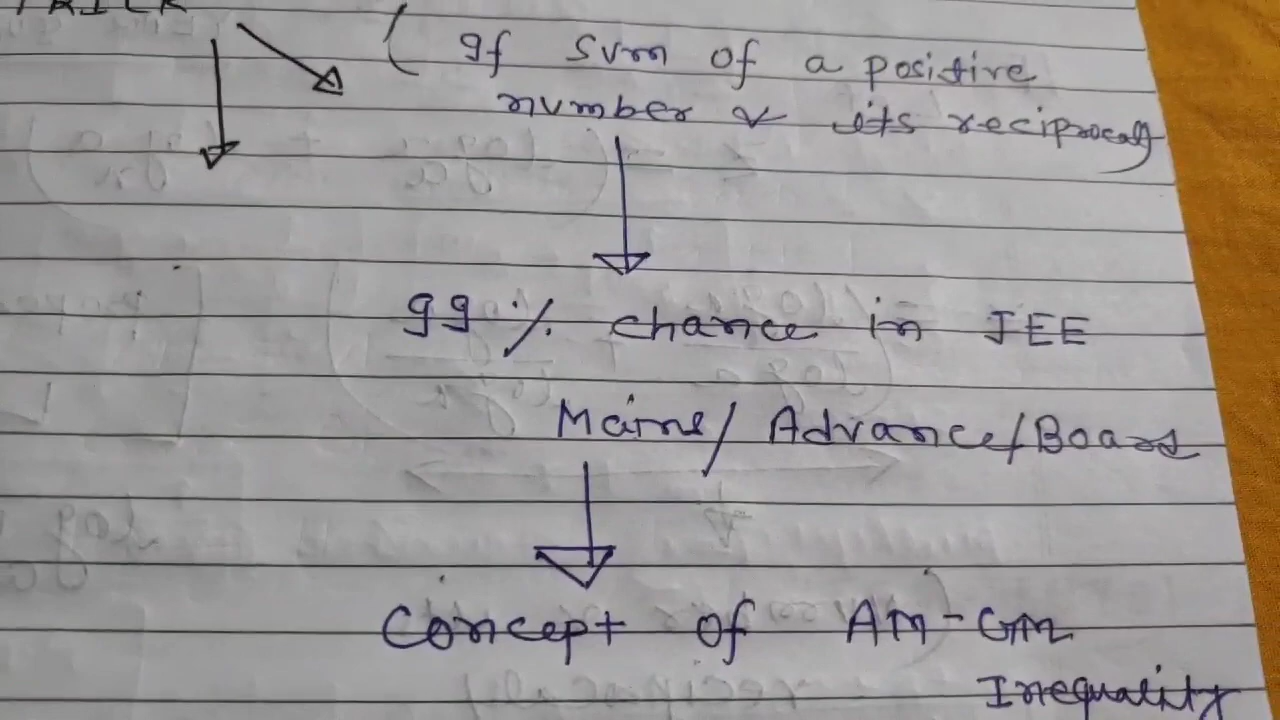 TRICK
( If sum of a positive
number & its reciprocal)
99 % chance in JEE
Mains/ Advance/Board
Concept of AM-GM
Inequality